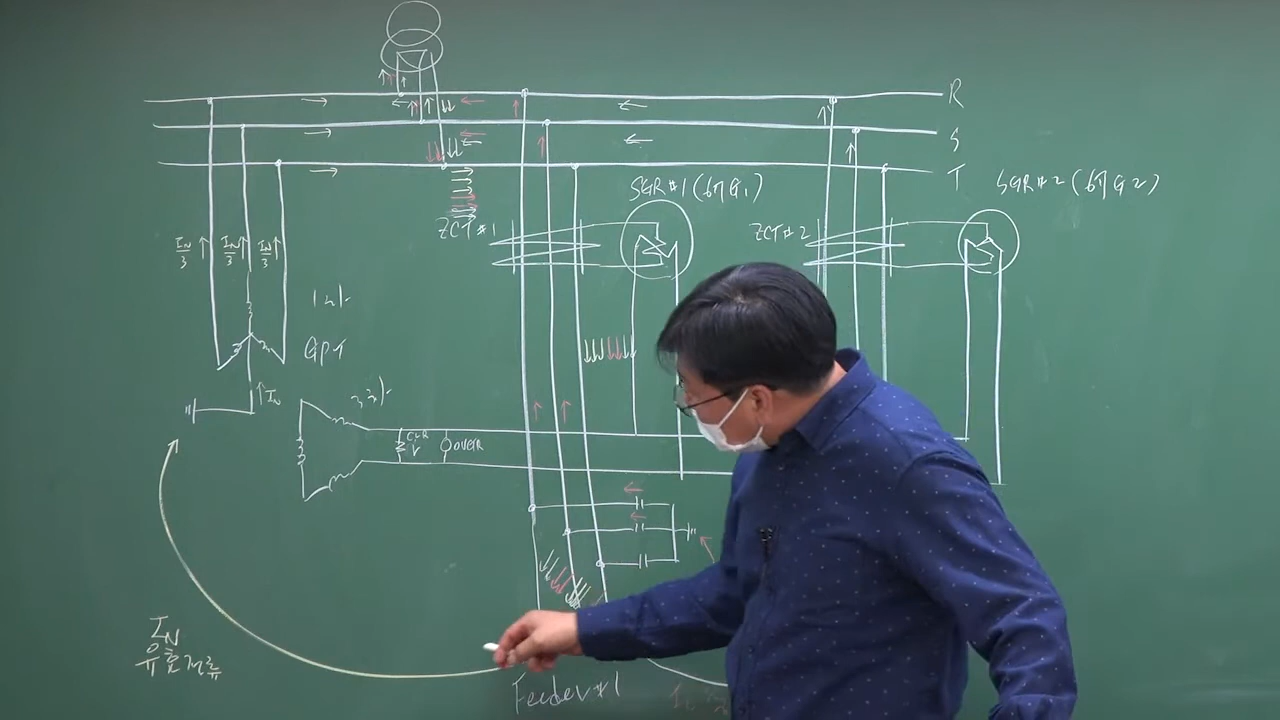 R
S
T
SGR#1(67G1)
SGR#2(67G2)
ZCT#1
ZCT#2
IN/3
IN/3
IN/3
1차
GPT
IN
3차
CLR
OVGR
IN
유효전류
Feeder#1
Ic